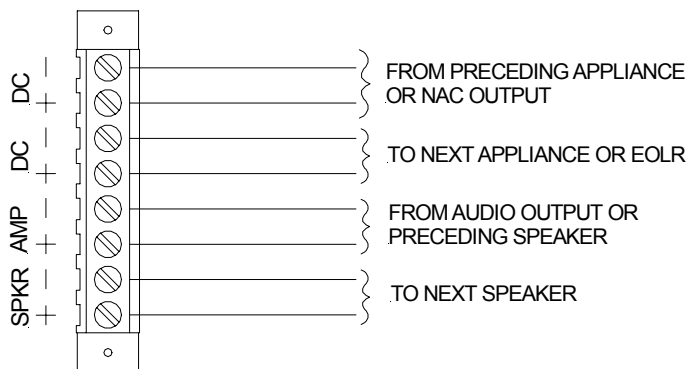 DC - +
FROM PRECEDING APPLIANCE
OR NAC OUTPUT
DC - +
TO NEXT APPLIANCE OR EOLR
AMP - +
FROM AUDIO OUTPUT OR
PRECEDING SPEAKER
SPKR - +
TO NEXT SPEAKER